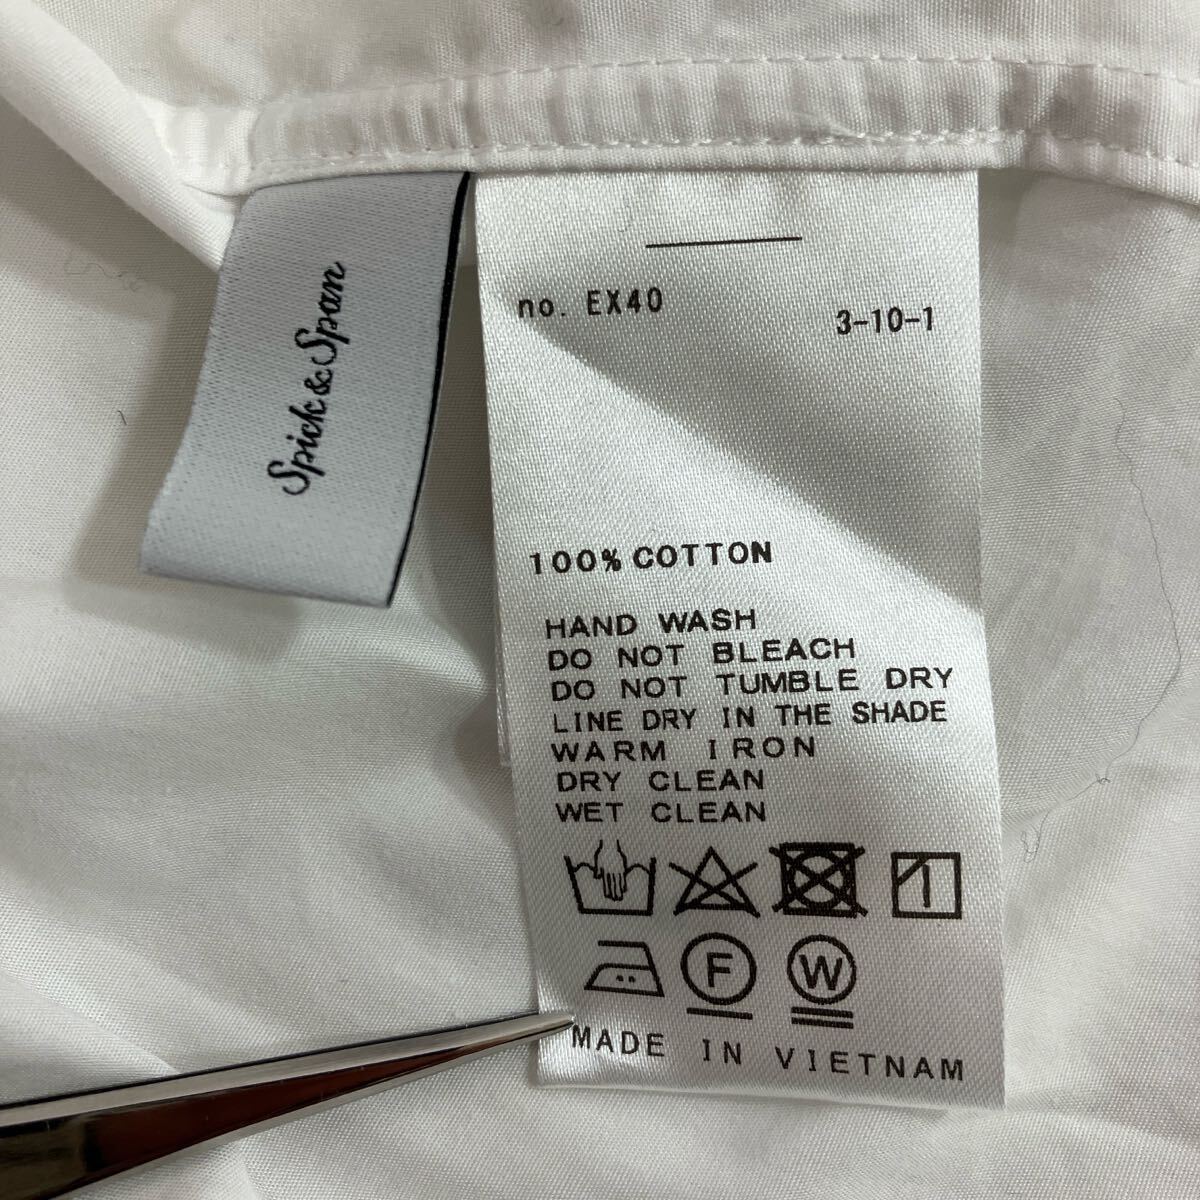 Spick & Span
no. EX40
3-10-1
100% COTTON
HAND WASH
DO NOT BLEACH
DO NOT TUMBLE DRY
LINE DRY IN THE SHADE
WARM IRON
DRY CLEAN
WET CLEAN
F W
MADE IN VIETNAM